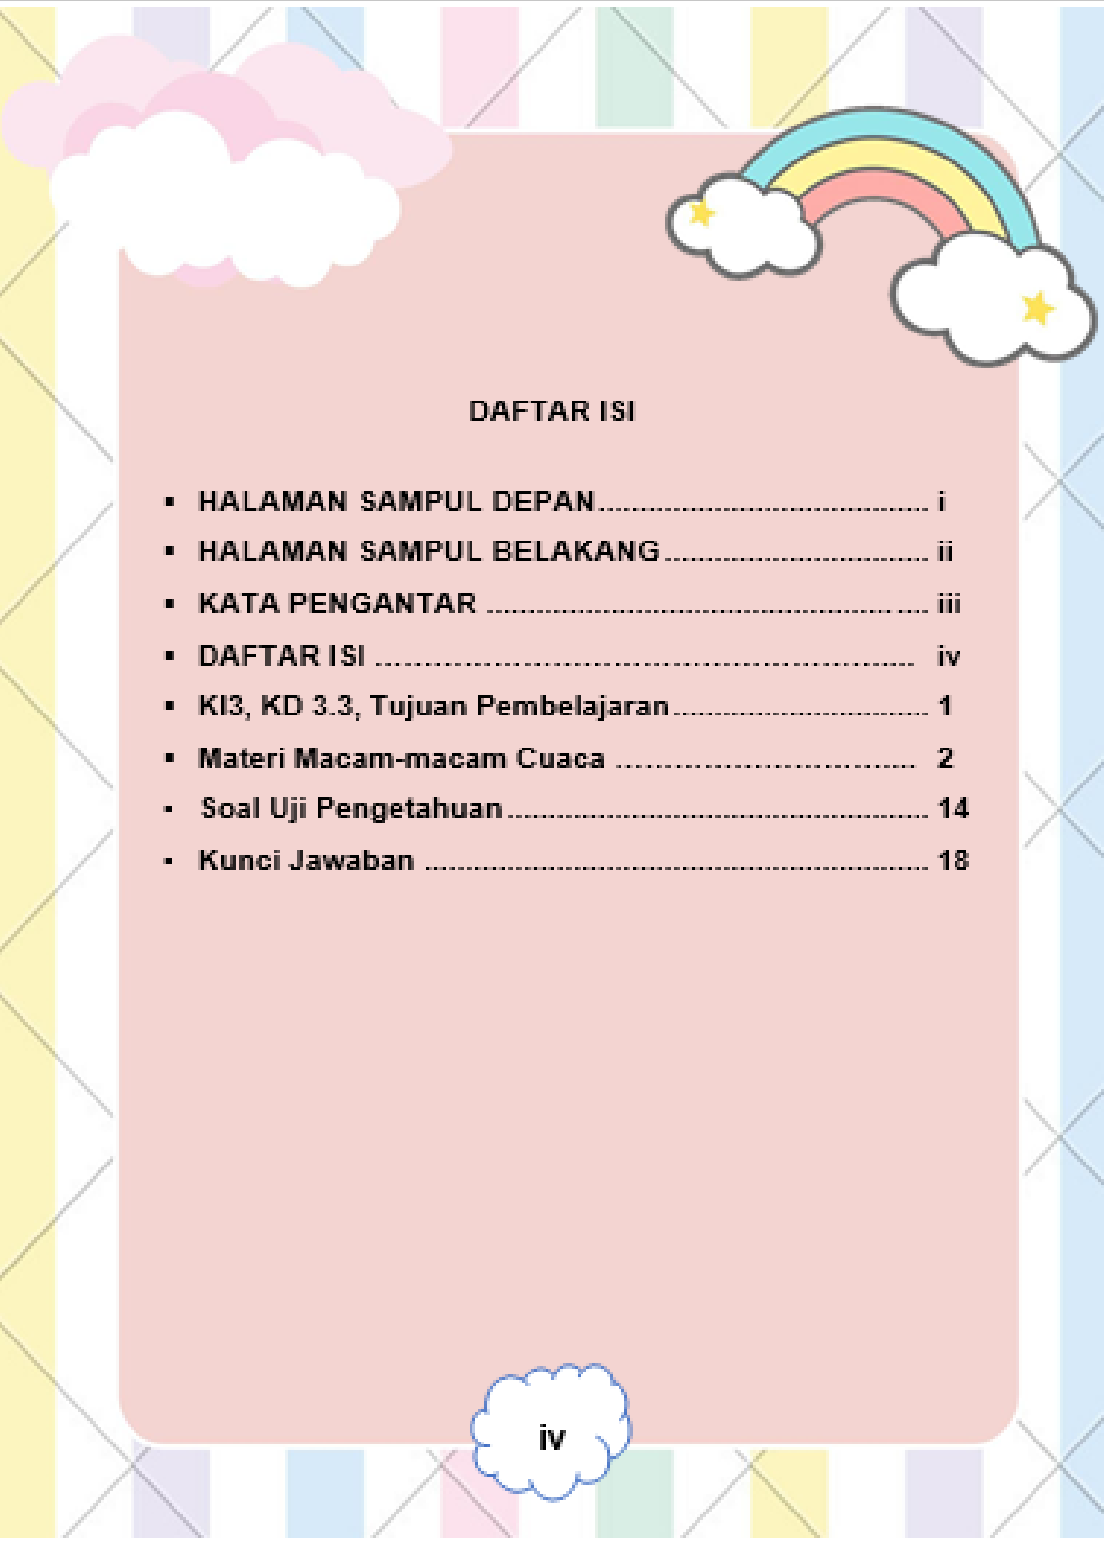 DAFTAR ISI
▪ HALAMAN SAMPUL DEPAN........................................ i
▪ HALAMAN SAMPUL BELAKANG................................ ii
▪ KATA PENGANTAR ...................................................... iii
▪ DAFTAR ISI .................................................................. iv
▪ KI3, KD 3.3, Tujuan Pembelajaran............................... 1
▪ Materi Macam-macam Cuaca ..................................... 2
▪ Soal Uji Pengetahuan................................................... 14
▪ Kunci Jawaban ............................................................. 18
iv